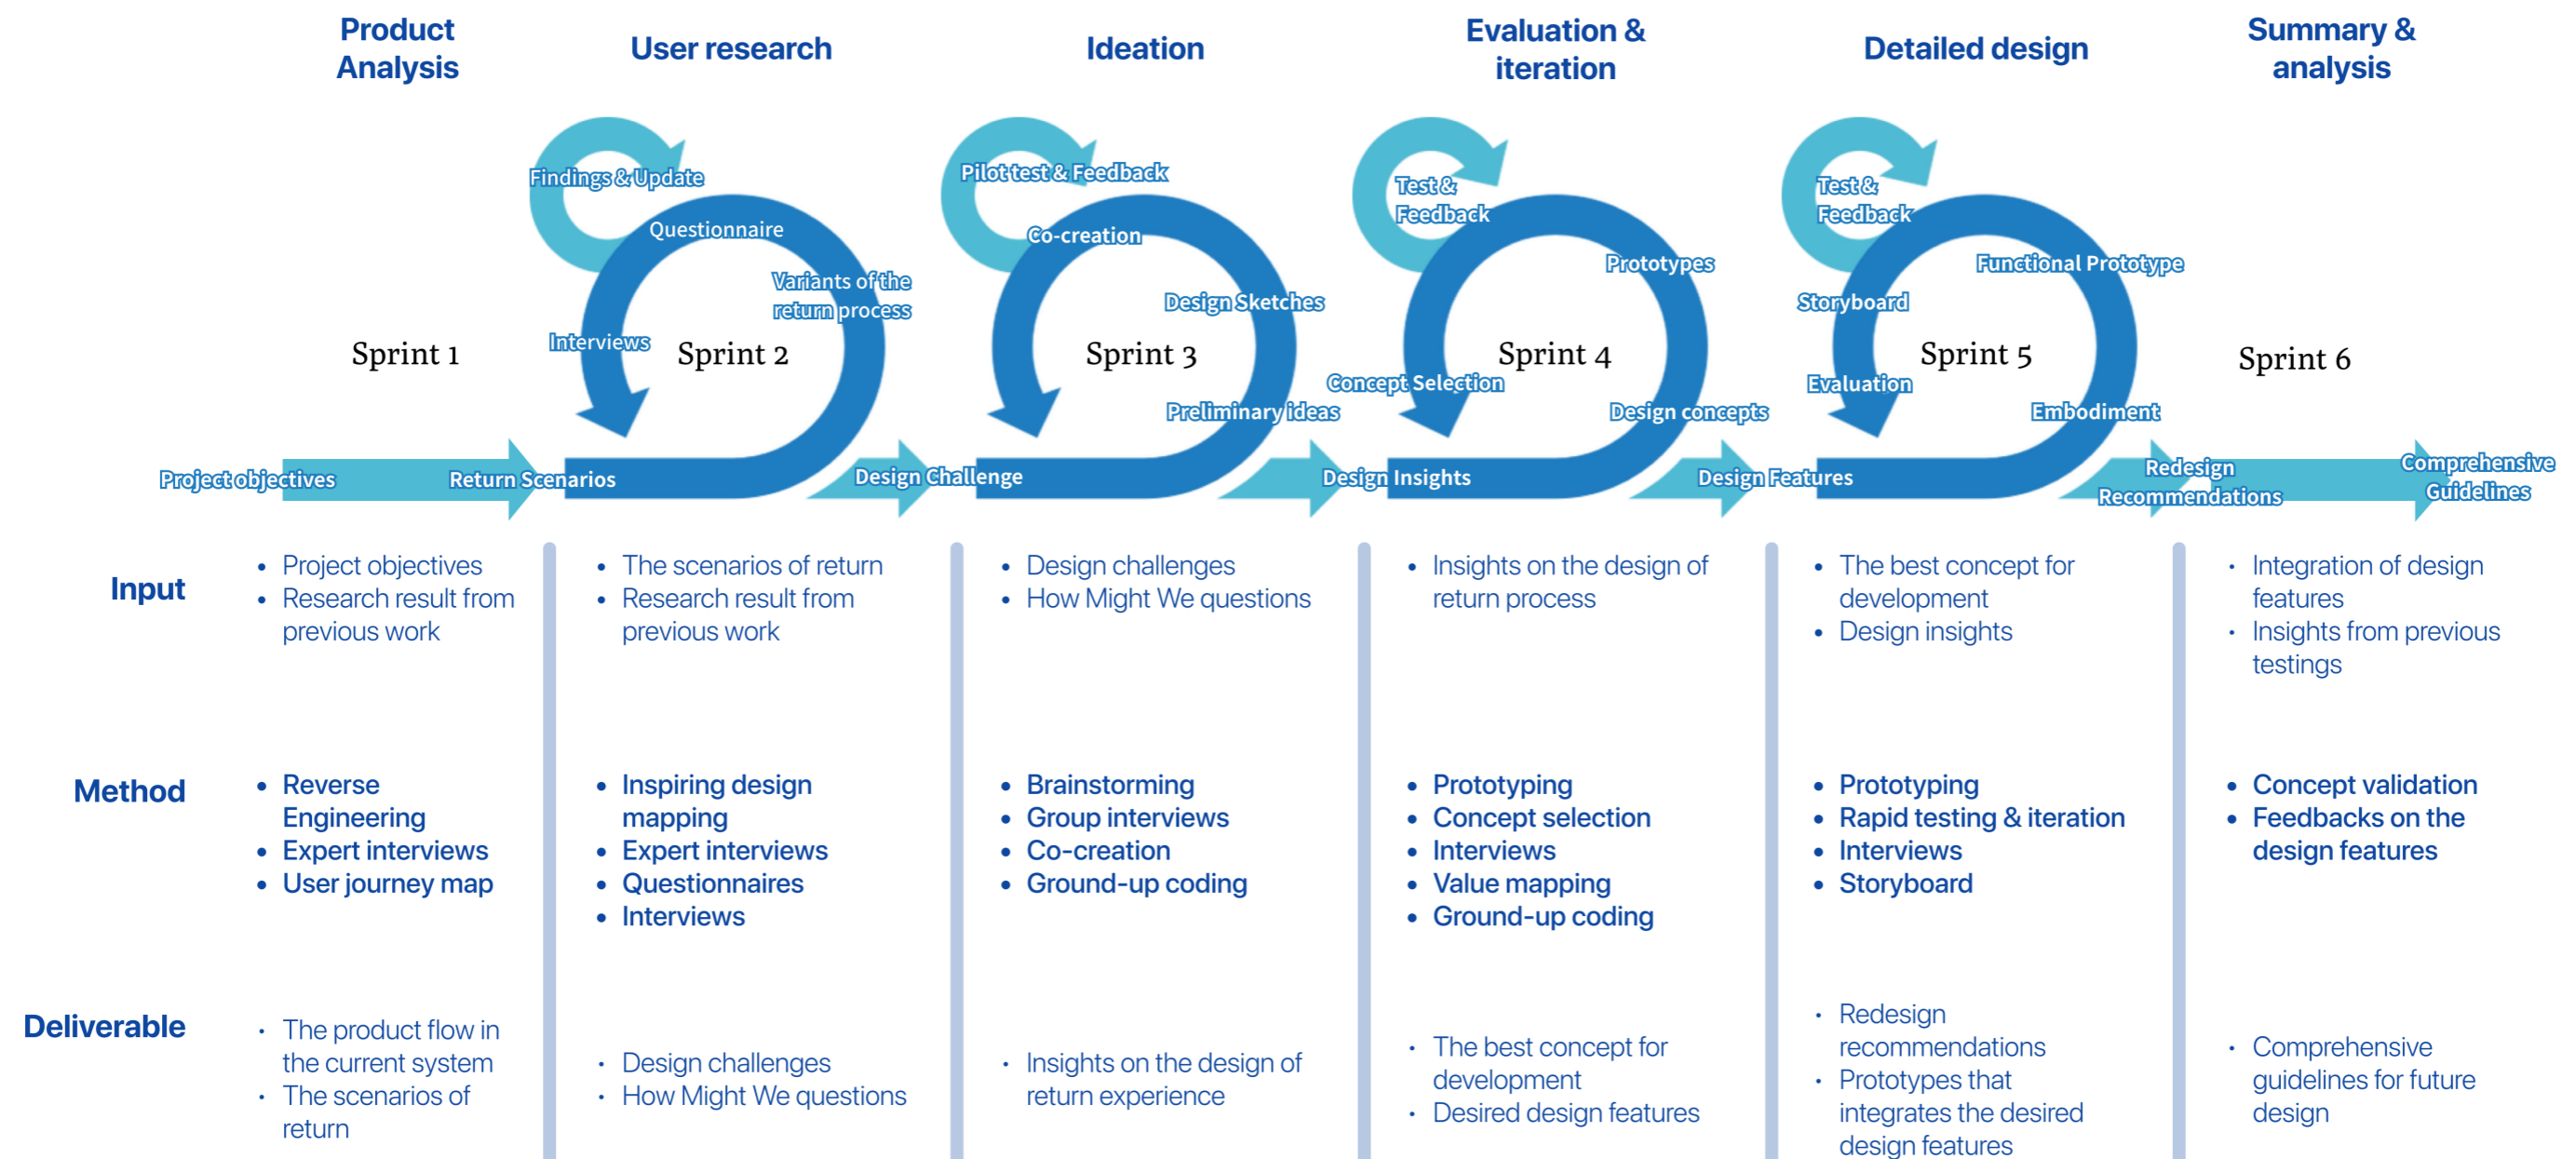 Product
Analysis
User research
Ideation
Evaluation &
iteration
Detailed design
Summary &
analysis
Sprint 1
Project objectives
Return Scenarios
Findings & Update
Questionnaire
Variants of the
return process
Interviews
Sprint 2
Design Challenge
Pilot test & Feedback
Co-creation
Design Sketches
Sprint 3
Preliminary ideas
Design Insights
Test &
Feedback
Prototypes
Sprint 4
Concept Selection
Design concepts
Design Features
Test &
Feedback
Functional Prototype
Storyboard
Sprint 5
Evaluation
Embodiment
Redesign
Recommendations
Sprint 6
Comprehensive
Guidelines
Input
• Project objectives
• Research result from
previous work
• The scenarios of return
• Research result from
previous work
• Design challenges
• How Might We questions
• Insights on the design of
return process
• The best concept for
development
• Design insights
• Integration of design
features
• Insights from previous
testings
Method
• Reverse
Engineering
• Expert interviews
• User journey map
• Inspiring design
mapping
• Expert interviews
• Questionnaires
• Interviews
• Brainstorming
• Group interviews
• Co-creation
• Ground-up coding
• Prototyping
• Concept selection
• Interviews
• Value mapping
• Ground-up coding
• Prototyping
• Rapid testing & iteration
• Interviews
• Storyboard
• Concept validation
• Feedbacks on the
design features
Deliverable
• The product flow in
the current system
• The scenarios of
return
• Design challenges
• How Might We questions
• Insights on the design of
return experience
• The best concept for
development
• Desired design features
• Redesign
recommendations
• Prototypes that
integrates the desired
design features
• Comprehensive
guidelines for future
design